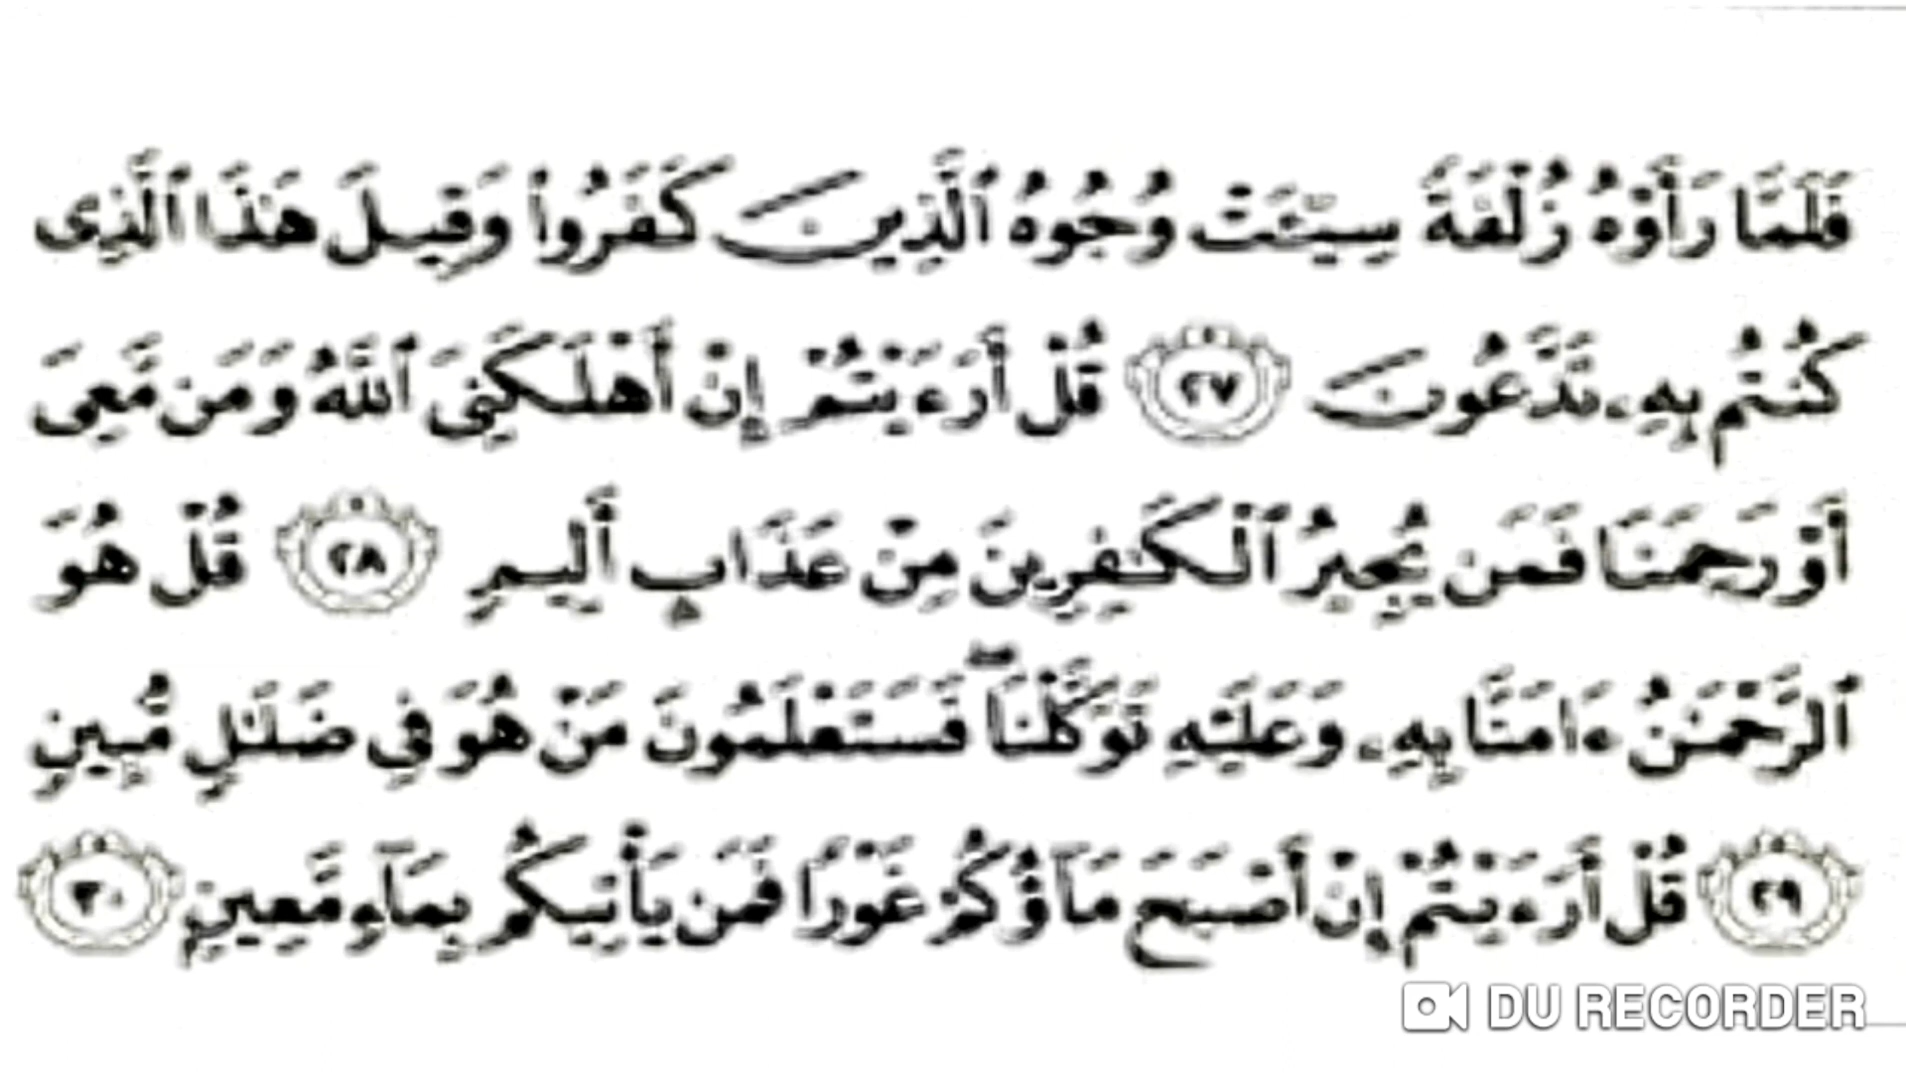 فَلَمَّا رَأَوْهُ زُلْفَةً سِيٓـَٔتْ وُجُوهُ ٱلَّذِينَ كَفَرُوا۟ وَقِيلَ هَٰذَا ٱلَّذِى
كُنتُم بِهِۦ تَدَّعُونَ ٢٧ قُلْ أَرَءَيْتُمْ إِنْ أَهْلَكَنِىَ ٱللَّهُ وَمَن مَّعِىَ
أَوْ رَحِمَنَا فَمَن يُجِيرُ ٱلْكَٰفِرِينَ مِنْ عَذَابٍ أَلِيمٍ ٢٨ قُلْ هُوَ
ٱلرَّحْمَٰنُ ءَامَنَّا بِهِۦ وَعَلَيْهِ تَوَكَّلْنَا ۖ فَسَتَعْلَمُونَ مَنْ هُوَ فِى ضَلَٰلٍ مُّبِينٍ
٢٩ قُلْ أَرَءَيْتُمْ إِنْ أَصْبَحَ مَآؤُكُمْ غَوْرًا فَمَن يَأْتِيكُم بِمَآءٍ مَّعِينٍۭ ٣٠
DU RECORDER